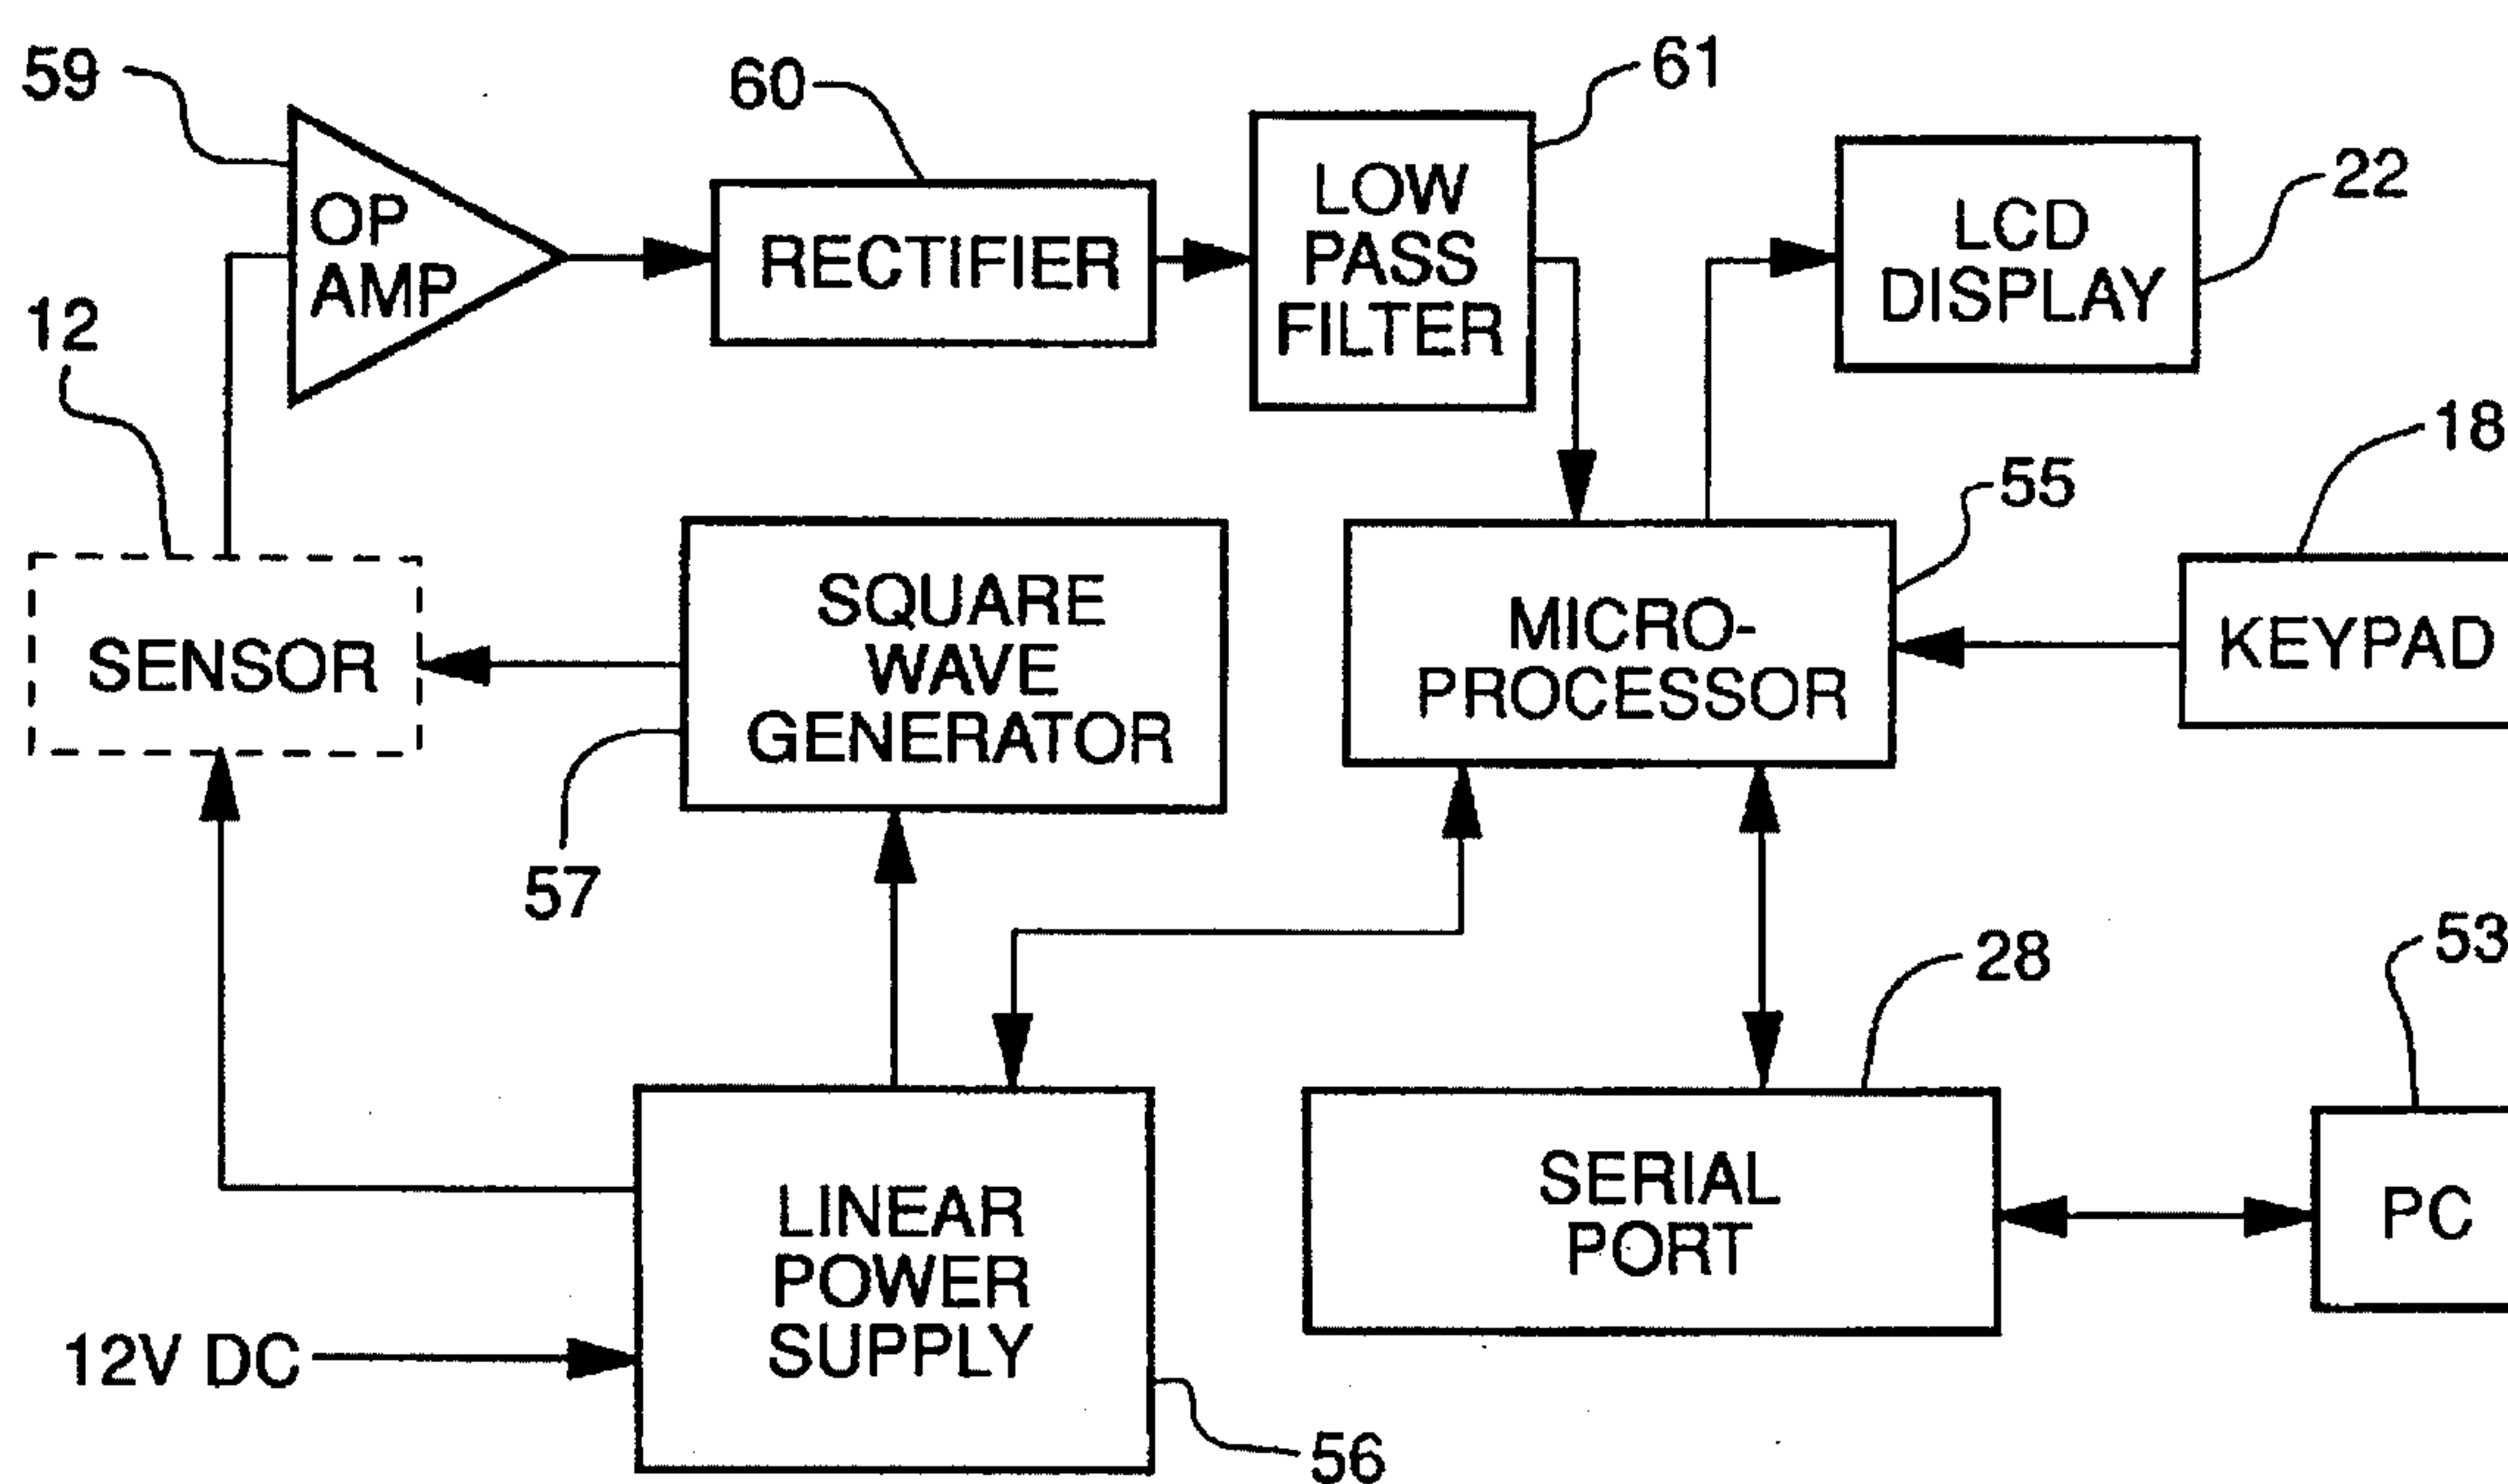 59
60
61
OP
AMP
RECTIFIER
LOW
PASS
FILTER
LCD
DISPLAY
22
12
18
55
SENSOR
SQUARE
WAVE
GENERATOR
MICRO-
PROCESSOR
KEYPAD
57
28
53
LINEAR
POWER
SUPPLY
SERIAL
PORT
PC
12V DC
56